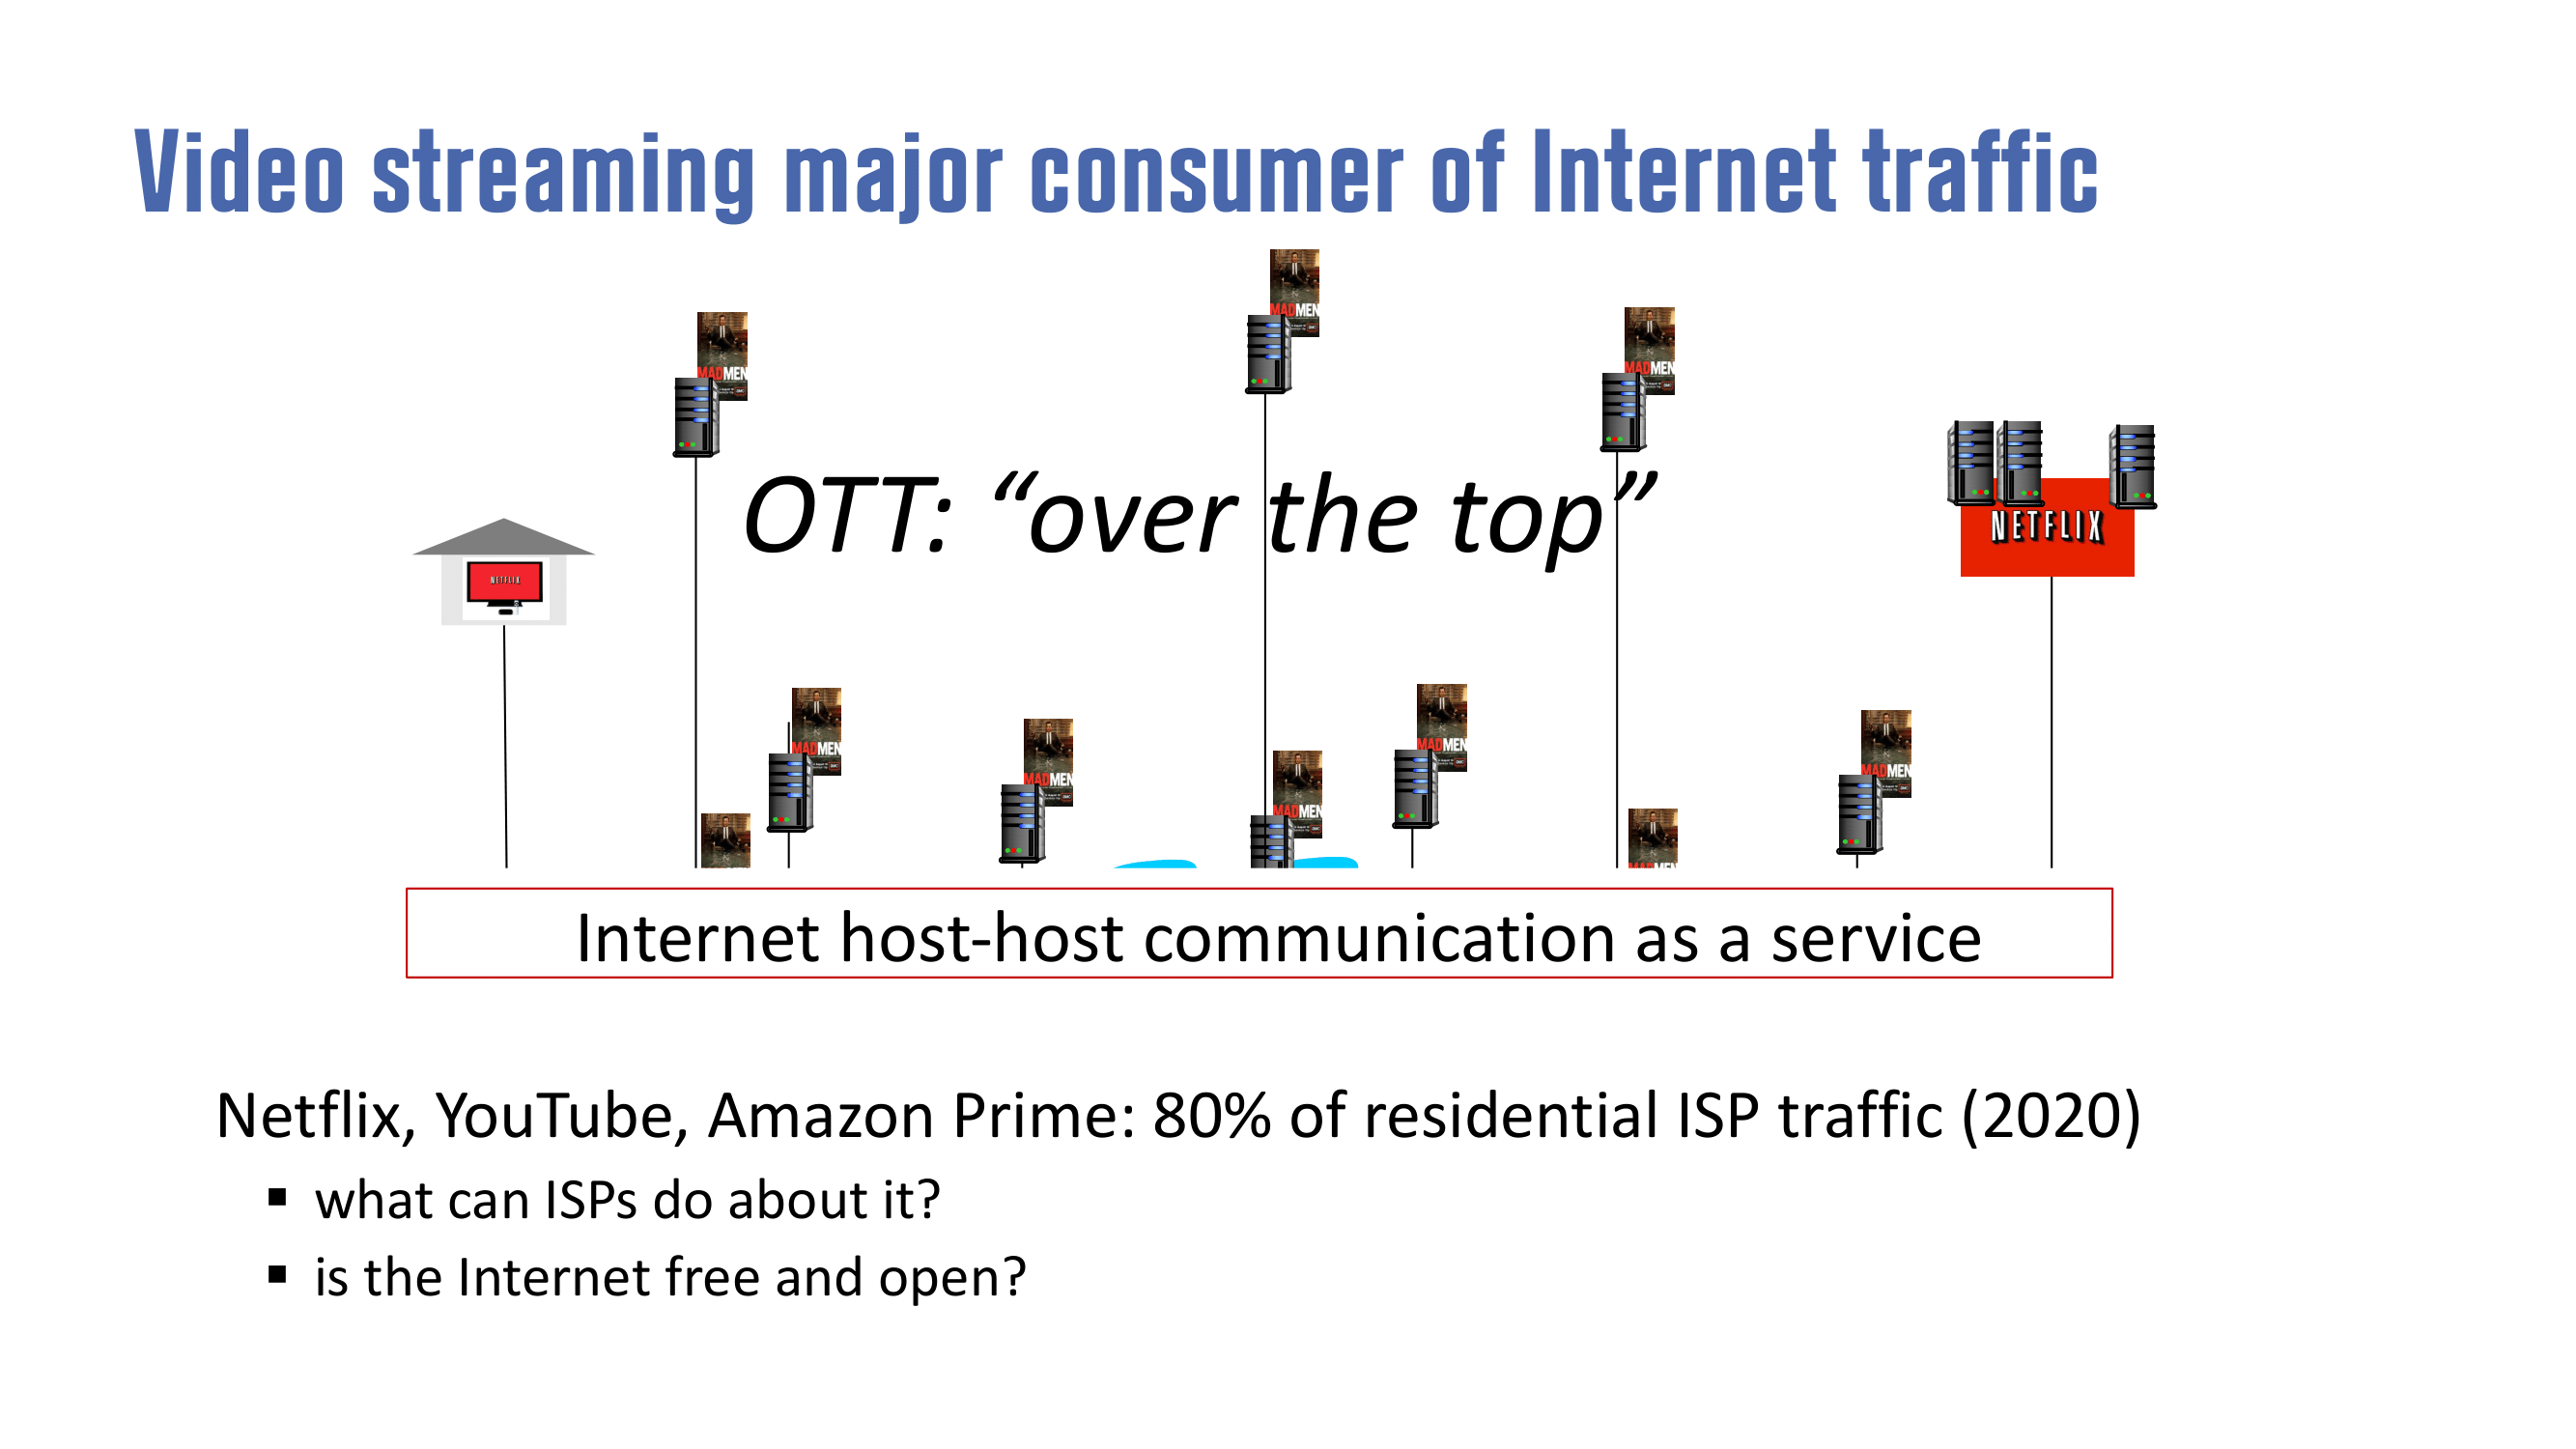 Video streaming major consumer of Internet traffic
MADMEN
MADMEN
MADMEN
OTT: “over the top”
NETFLIX
NETFLIX
MADMEN
MADMEN
MADMEN
MADMEN
MADMEN
Internet host-host communication as a service
Netflix, YouTube, Amazon Prime: 80% of residential ISP traffic (2020)
▪ what can ISPs do about it?
▪ is the Internet free and open?